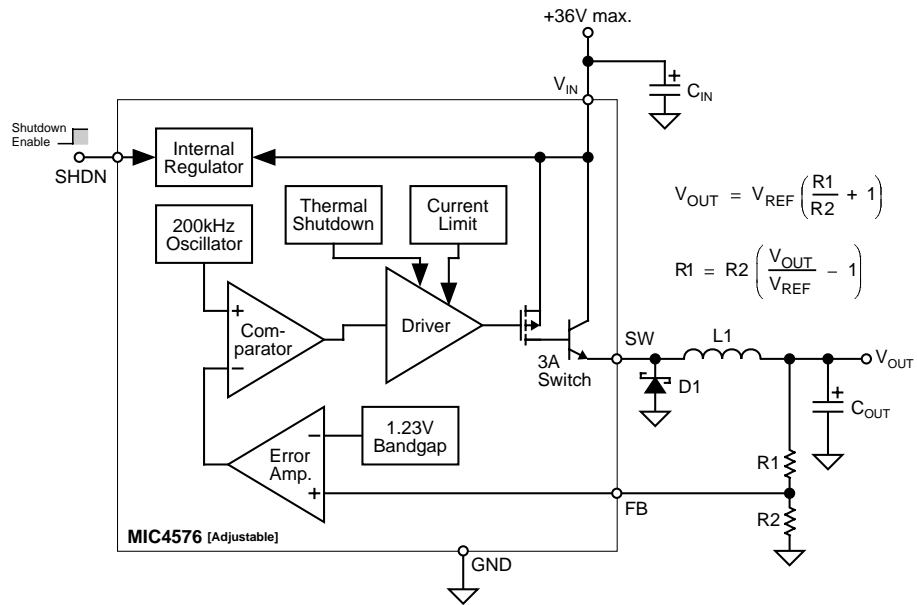 +36V max.
VIN
CIN
Shutdown
Enable
SHDN
Internal
Regulator
200kHz
Oscillator
Thermal
Shutdown
Current
Limit
VOUT = VREF (R1/R2 + 1)
R1 = R2 (VOUT/VREF − 1)
+
Com-
parator
−
Driver
3A
Switch
SW
L1
D1
VOUT
+
COUT
R1
R2
FB
1.23V
Bandgap
−
Error
Amp.
+
MIC4576 [Adjustable]
GND
+